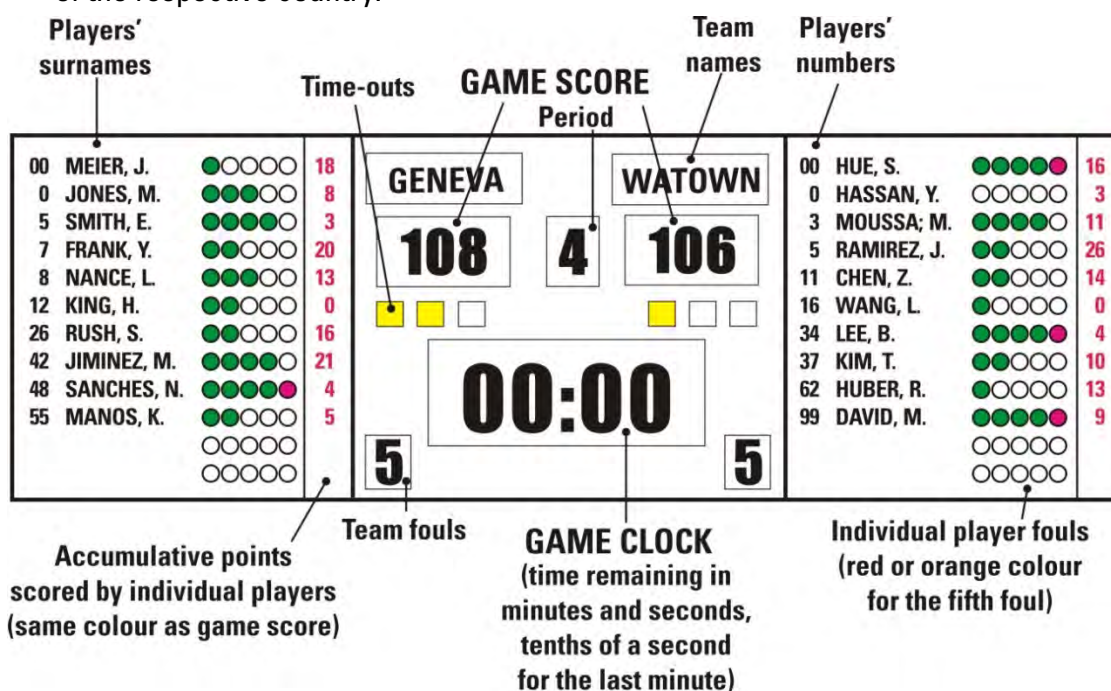 of the respective country.
Players'
surnames
Time-outs
GAME SCORE
Period
Team
names
Players'
numbers
00 MEIER, J. 18
0 JONES, M. 8
5 SMITH, E. 3
7 FRANK, Y. 20
8 NANCE, L. 13
12 KING, H. 0
26 RUSH, S. 16
42 JIMINEZ, M. 21
48 SANCHES, N. 4
55 MANOS, K. 5
GENEVA
WATOWN
108
4
106
00:00
5
5
00 HUE, S. 16
0 HASSAN, Y. 3
3 MOUSSA; M. 11
5 RAMIREZ, J. 26
11 CHEN, Z. 14
16 WANG, L. 0
34 LEE, B. 4
37 KIM, T. 10
62 HUBER, R. 13
99 DAVID, M. 9
Accumulative points
scored by individual players
(same colour as game score)
Team fouls
GAME CLOCK
(time remaining in
minutes and seconds,
tenths of a second
for the last minute)
Individual player fouls
(red or orange colour
for the fifth foul)